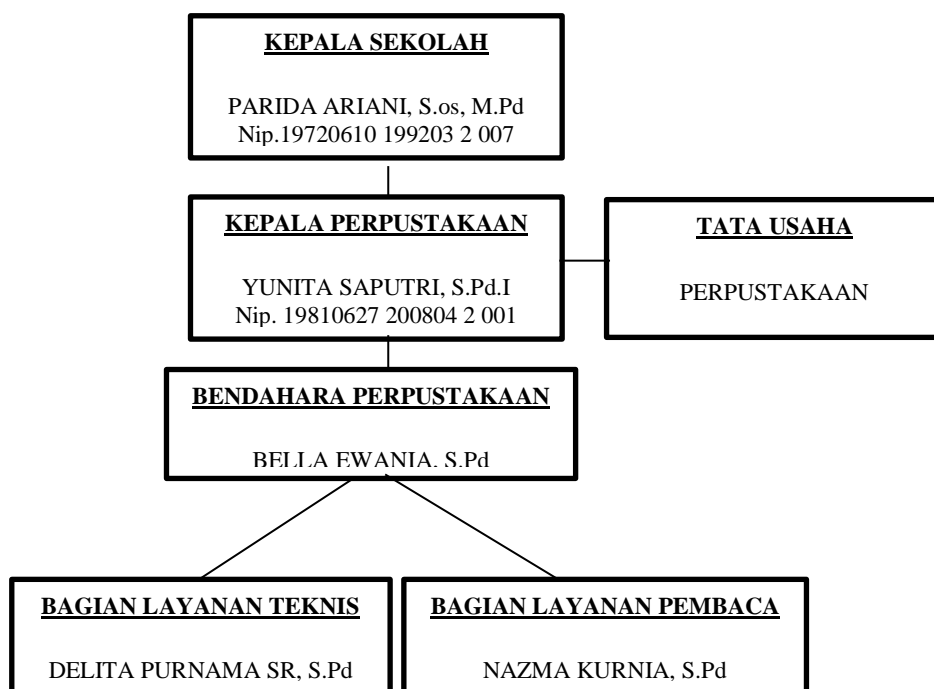 KEPALA SEKOLAH
PARIDA ARIANI, S.os, M.Pd
Nip.19720610 199203 2 007
KEPALA PERPUSTAKAAN
YUNITA SAPUTRI, S.Pd.I
Nip. 19810627 200804 2 001
TATA USAHA
PERPUSTAKAAN
BENDAHARA PERPUSTAKAAN
BELLA EWANIA, S.Pd
BAGIAN LAYANAN TEKNIS
DELITA PURNAMA SR, S.Pd
BAGIAN LAYANAN PEMBACA
NAZMA KURNIA, S.Pd